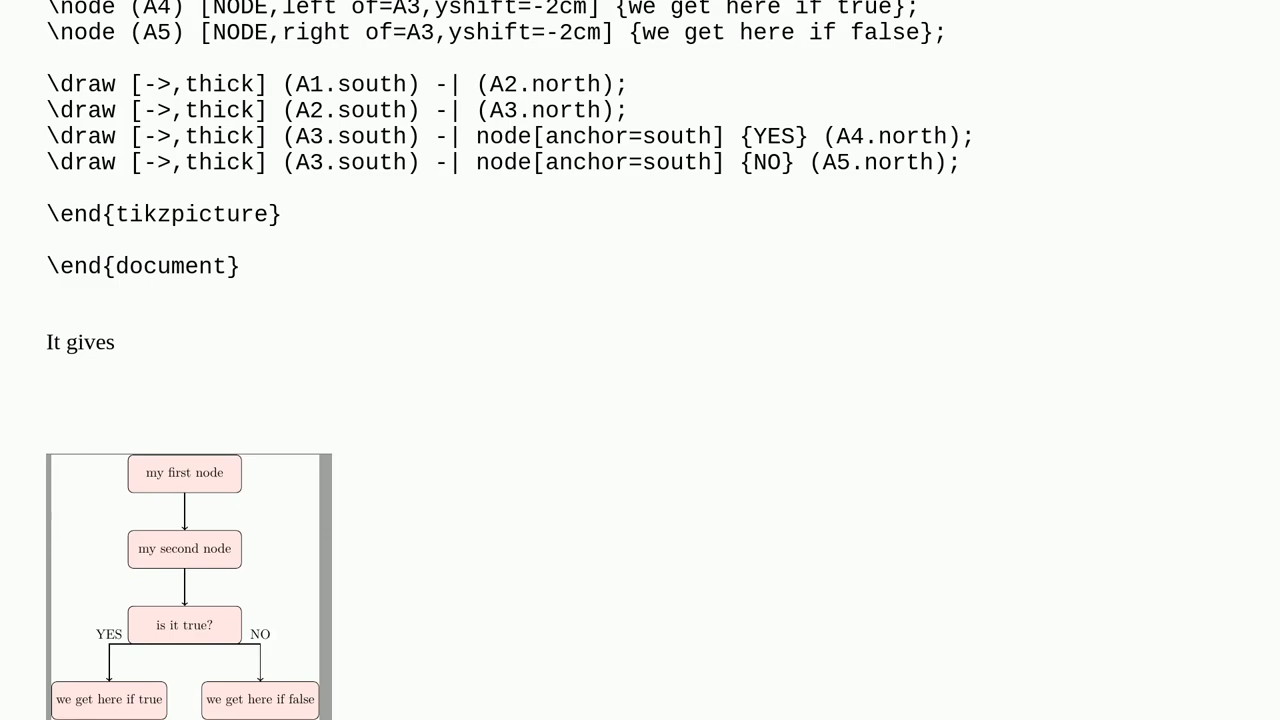 \node (A4) [NODE,left of=A3,yshift=-2cm] {we get here if true};
\node (A5) [NODE,right of=A3,yshift=-2cm] {we get here if false};
\draw [->,thick] (A1.south) -| (A2.north);
\draw [->,thick] (A2.south) -| (A3.north);
\draw [->,thick] (A3.south) -| node[anchor=south] {YES} (A4.north);
\draw [->,thick] (A3.south) -| node[anchor=south] {NO} (A5.north);
\end{tikzpicture}
\end{document}
It gives
my first node
my second node
is it true?
YES
NO
we get here if true
we get here if false